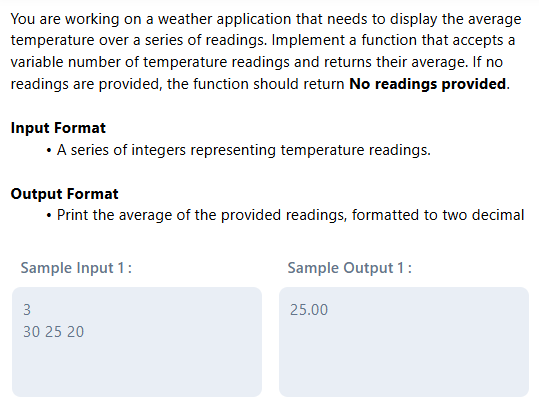 You are working on a weather application that needs to display the average
temperature over a series of readings. Implement a function that accepts a
variable number of temperature readings and returns their average. If no
readings are provided, the function should return No readings provided.
Input Format
• A series of integers representing temperature readings.
Output Format
• Print the average of the provided readings, formatted to two decimal
Sample Input 1:
3
30 25 20
Sample Output 1:
25.00